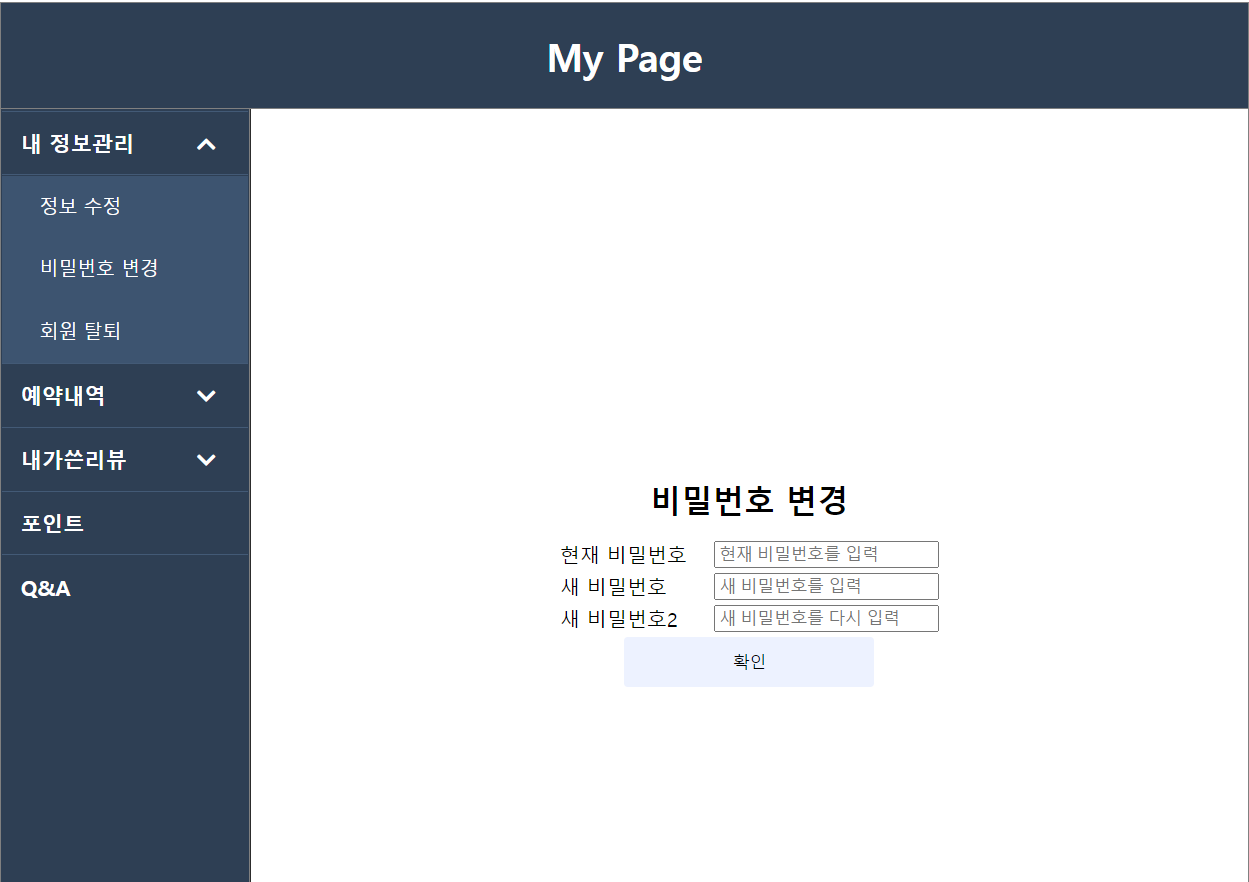 My Page
내 정보관리
정보 수정
비밀번호 변경
회원 탈퇴
예약내역
내가쓴리뷰
포인트
Q&A
비밀번호 변경
현재 비밀번호 현재 비밀번호를 입력
새 비밀번호 새 비밀번호를 입력
새 비밀번호2 새 비밀번호를 다시 입력
확인